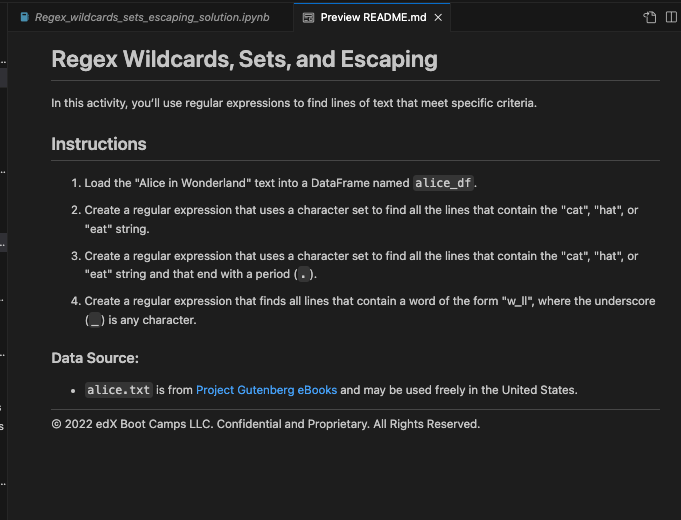 Regex_wildcards_sets_escaping_solution.ipynb
Preview README.md
Regex Wildcards, Sets, and Escaping
In this activity, you’ll use regular expressions to find lines of text that meet specific criteria.
Instructions
1. Load the "Alice in Wonderland" text into a DataFrame named alice_df.
2. Create a regular expression that uses a character set to find all the lines that contain the "cat", "hat", or
"eat" string.
3. Create a regular expression that uses a character set to find all the lines that contain the "cat", "hat", or
"eat" string and that end with a period (.).
4. Create a regular expression that finds all lines that contain a word of the form "w_ll", where the underscore
(_) is any character.
Data Source:
• alice.txt is from Project Gutenberg eBooks and may be used freely in the United States.
© 2022 edX Boot Camps LLC. Confidential and Proprietary. All Rights Reserved.